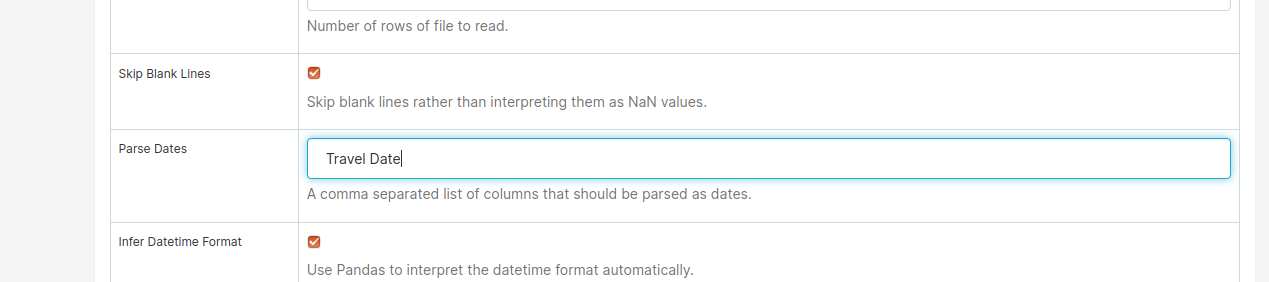 Number of rows of file to read.
Skip Blank Lines
Skip blank lines rather than interpreting them as NaN values.
Parse Dates
Travel Date
A comma separated list of columns that should be parsed as dates.
Infer Datetime Format
Use Pandas to interpret the datetime format automatically.